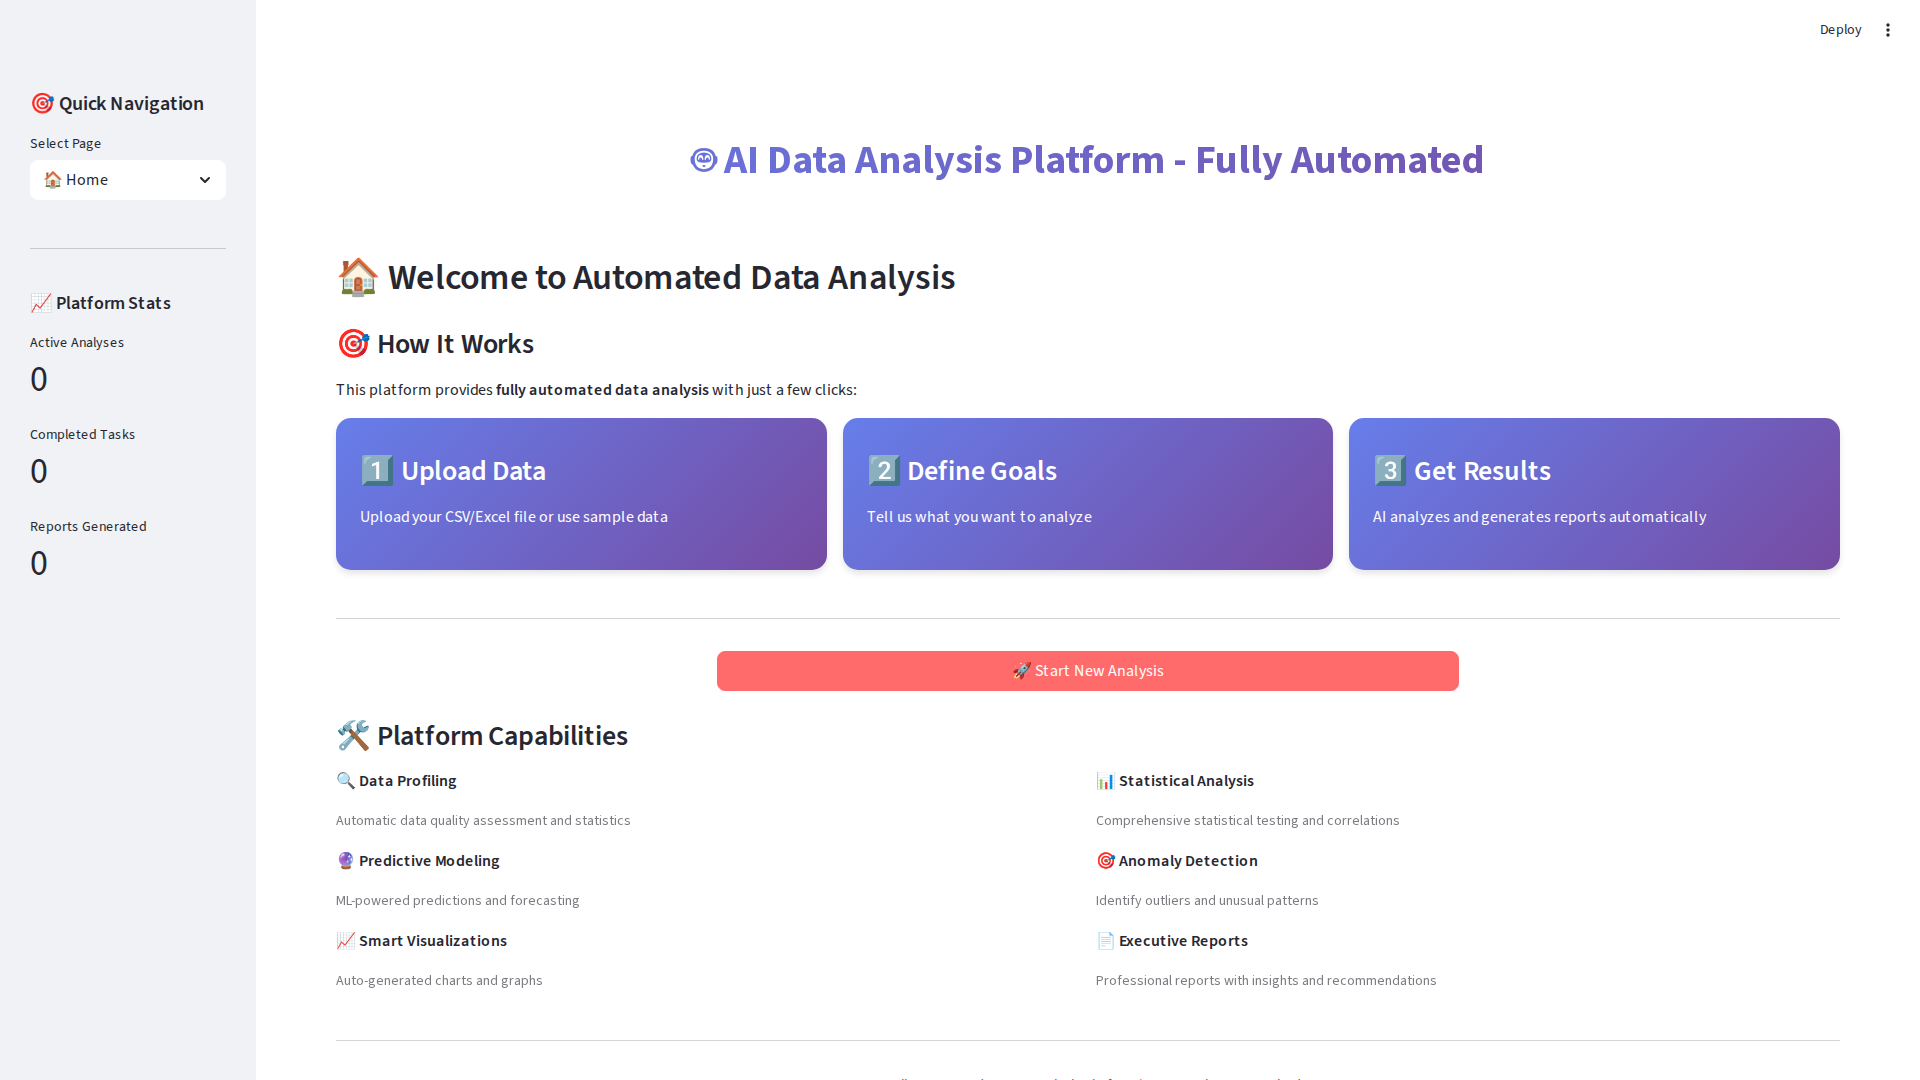 Deploy
🎯 Quick Navigation
Select Page
🏠 Home
📈 Platform Stats
Active Analyses
0
Completed Tasks
0
Reports Generated
0
AI Data Analysis Platform - Fully Automated
🏠 Welcome to Automated Data Analysis
🎯 How It Works
This platform provides fully automated data analysis with just a few clicks:
1️⃣ Upload Data
Upload your CSV/Excel file or use sample data
2️⃣ Define Goals
Tell us what you want to analyze
3️⃣ Get Results
AI analyzes and generates reports automatically
🚀 Start New Analysis
🛠️ Platform Capabilities
🔍 Data Profiling
Automatic data quality assessment and statistics
🔮 Predictive Modeling
ML-powered predictions and forecasting
📈 Smart Visualizations
Auto-generated charts and graphs
📊 Statistical Analysis
Comprehensive statistical testing and correlations
🎯 Anomaly Detection
Identify outliers and unusual patterns
📄 Executive Reports
Professional reports with insights and recommendations